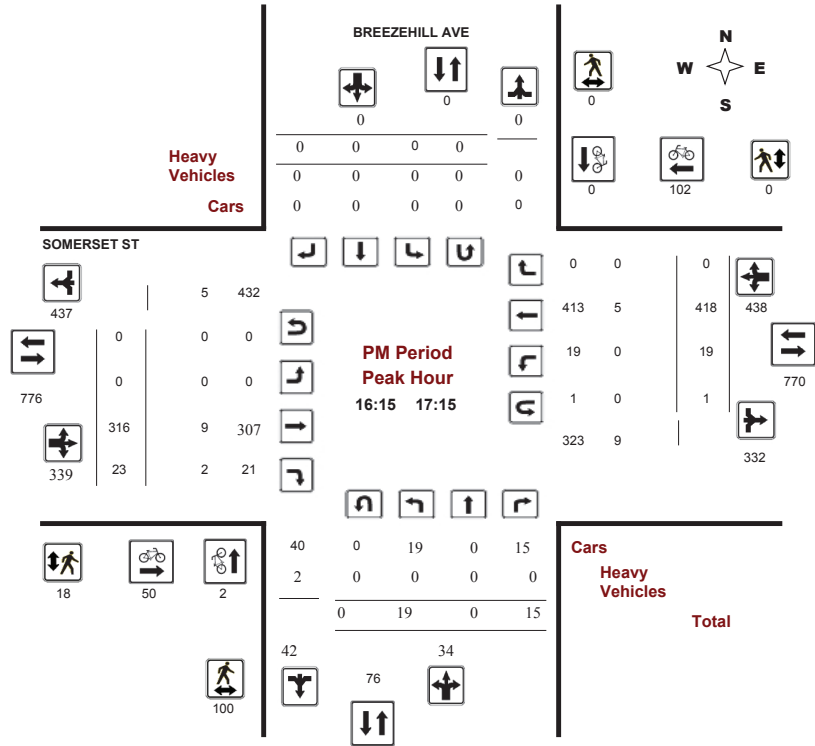 BREEZEHILL AVE
N
W E
S
0
0
0 0
0 0 0 0
Heavy
Vehicles
0 0 0 0 0
Cars
0 0 0 0 0
0 102 0
SOMERSET ST
437
5 432
0 0 0
438
413 5 418
776
0 0 0
19 0 19
770
0 0 0
1 0 1
PM Period
Peak Hour
16:15 17:15
339
316 9 307
323 9
332
23 2 21
18 50 2
40 0 19 0 15
Cars
2 0 0 0 0
Heavy
Vehicles
0 19 0 15
Total
42 76 34
100